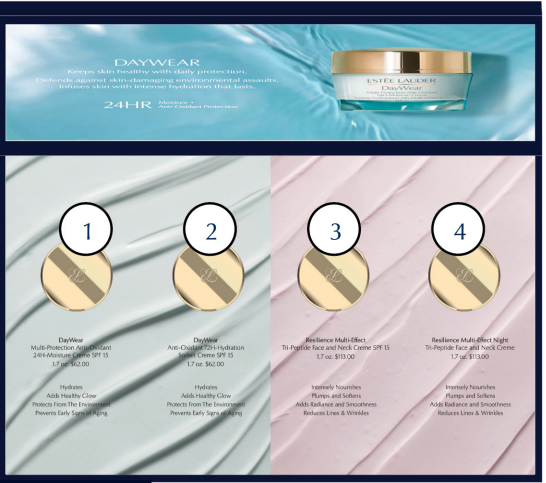 DAYWEAR
Keeps skin healthy with daily protection.
Defends against skin-damaging environmental assaults.
Infuses skin with intense hydration that lasts.
24HR Moisture +
Anti-Oxidant Protection
ESTĒE LAUDER
DayWear
1
2
3
4
DayWear
Multi-Protection Anti-Oxidant
24H-Moisture Creme SPF 15
1.7 oz. $62.00
Hydrates
Adds Healthy Glow
Protects From The Environment
Prevents Early Signs of Aging
DayWear
Anti-Oxidant 72H-Hydration
Sorbet Creme SPF 15
1.7 oz. $62.00
Hydrates
Adds Healthy Glow
Protects From The Environment
Prevents Early Signs of Aging
Resilience Multi-Effect
Tri-Peptide Face and Neck Creme SPF 15
1.7 oz. $113.00
Intensely Nourishes
Plumps and Softens
Adds Radiance and Smoothness
Reduces Lines & Wrinkles
Resilience Multi-Effect Night
Tri-Peptide Face and Neck Creme
1.7 oz. $113.00
Intensely Nourishes
Plumps and Softens
Adds Radiance and Smoothness
Reduces Lines & Wrinkles